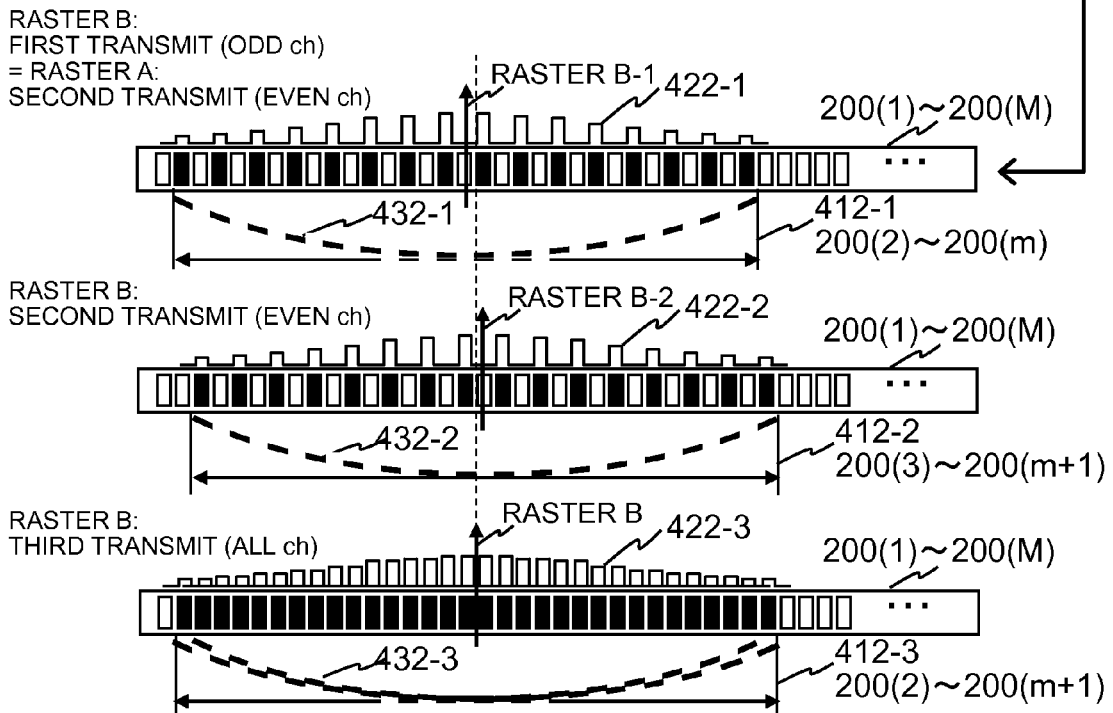 RASTER B:
FIRST TRANSMIT (ODD ch)
= RASTER A:
SECOND TRANSMIT (EVEN ch)
RASTER B-1
422-1
200(1)~200(M)
...
432-1
412-1
200(2)~200(m)
RASTER B:
SECOND TRANSMIT (EVEN ch)
RASTER B-2
422-2
200(1)~200(M)
...
432-2
412-2
200(3)~200(m+1)
RASTER B:
THIRD TRANSMIT (ALL ch)
RASTER B
422-3
200(1)~200(M)
...
432-3
412-3
200(2)~200(m+1)